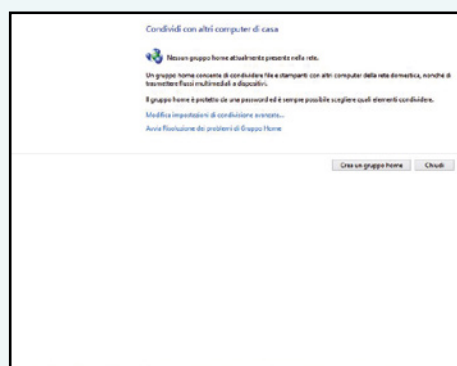 Condividi con altri computer di casa
Nessun gruppo home attualmente presente nella rete.
Un gruppo home consente di condividere file e stampanti con altri computer della rete domestica, nonché di
trasmettere flussi multimediali a dispositivi.
Il gruppo home è protetto da una password ed è sempre possibile scegliere quali elementi condividere.
Modifica impostazioni di condivisione avanzate...
Avvia Risoluzione dei problemi di Gruppo Home
Crea un gruppo home Chiudi